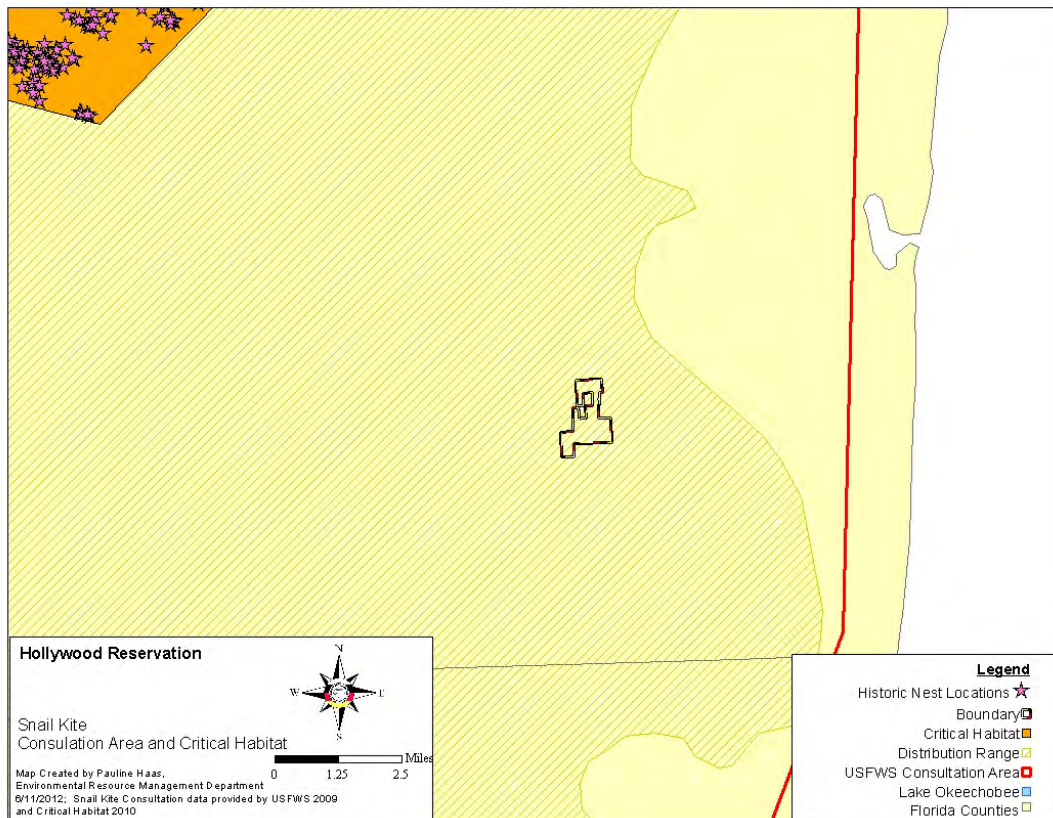 Hollywood Reservation
N
W
E
S
Snail Kite
Consulation Area and Critical Habitat
Miles
0 1.25 2.5
Map Created by Pauline Haas,
Environmental Resource Management Department
6/11/2012; Snail Kite Consultation data provided by USFWS 2009
and Critical Habitat 2010
Legend
Historic Nest Locations
Boundary
Critical Habitat
Distribution Range
USFWS Consultation Area
Lake Okeechobee
Florida Counties